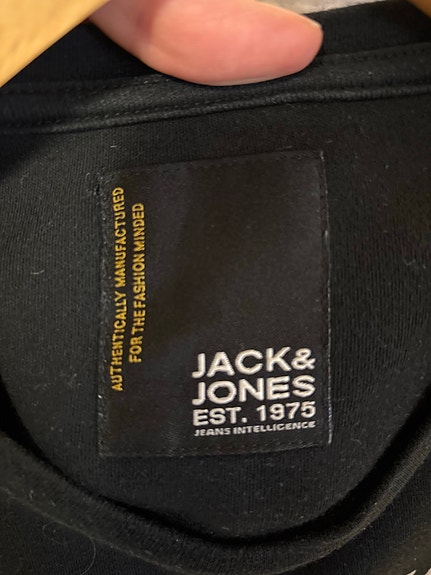 AUTHENTICALLY MANUFACTURED
FOR THE FASHION MINDED
JACK&
JONES
EST. 1975
JEANS INTELLIGENCE